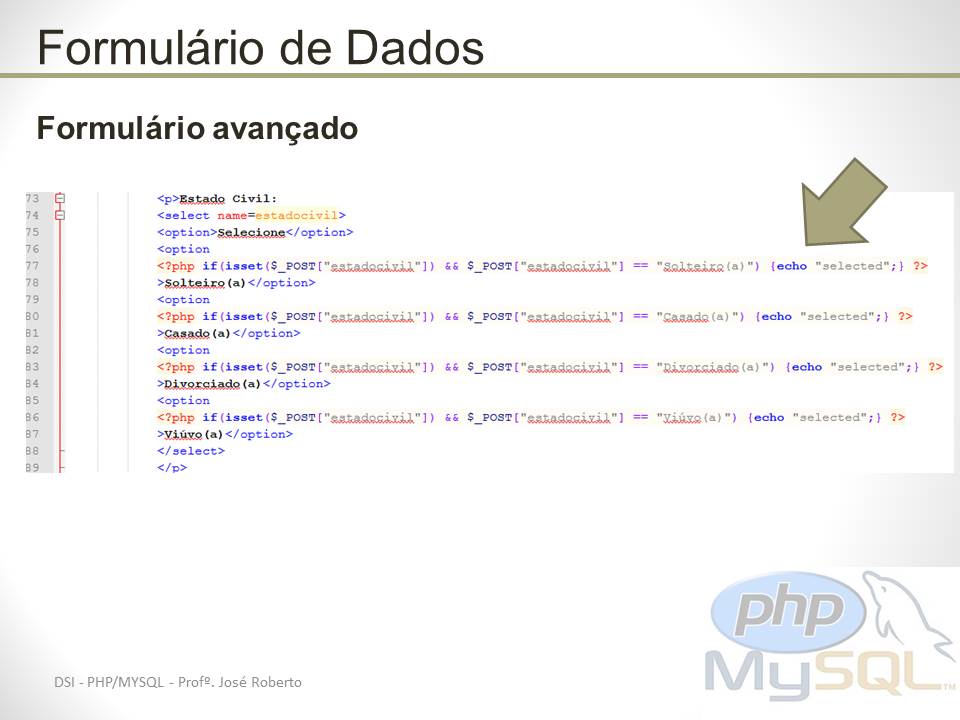 Formulário de Dados
Formulário avançado
73 <p>Estado Civil:
74 <select name=estadocivil>
75 <option>Selecione</option>
76 <option
77 <?php if(isset($_POST["estadocivil"]) && $_POST["estadocivil"] == "Solteiro(a)") {echo "selected";} ?>
78 >Solteiro(a)</option>
79 <option
80 <?php if(isset($_POST["estadocivil"]) && $_POST["estadocivil"] == "Casado(a)") {echo "selected";} ?>
81 >Casado(a)</option>
82 <option
83 <?php if(isset($_POST["estadocivil"]) && $_POST["estadocivil"] == "Divorciado(a)") {echo "selected";} ?>
84 >Divorciado(a)</option>
85 <option
86 <?php if(isset($_POST["estadocivil"]) && $_POST["estadocivil"] == "Viúvo(a)") {echo "selected";} ?>
87 >Viúvo(a)</option>
88 </select>
89 </p>
php
MySQL™
DSI - PHP/MYSQL - Profº. José Roberto